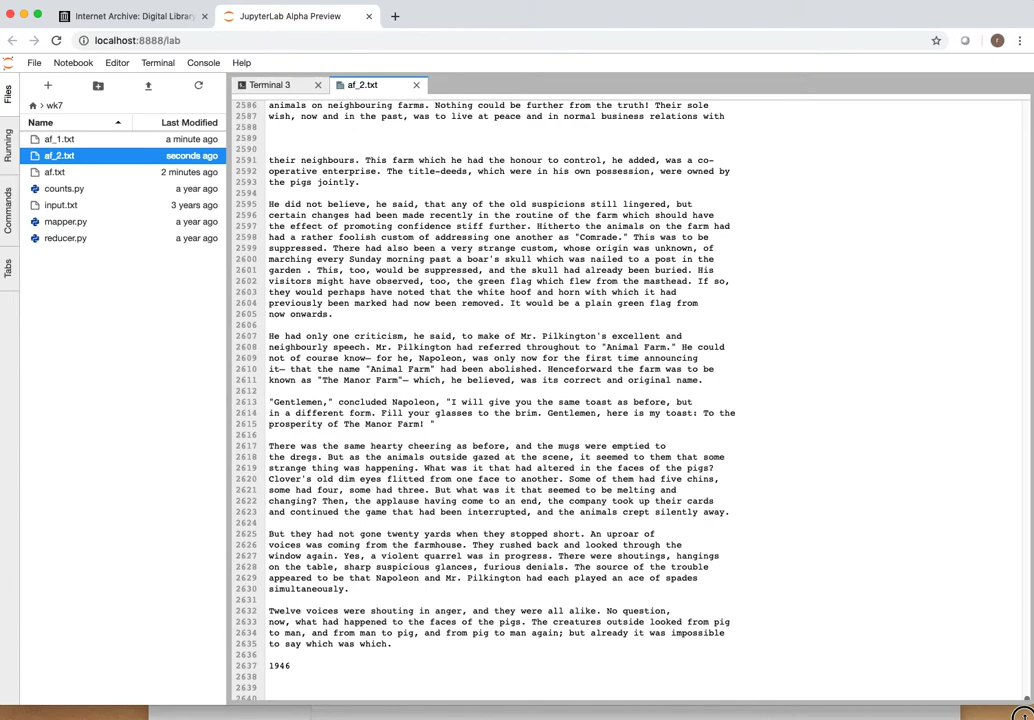 Internet Archive: Digital Library
JupyterLab Alpha Preview
localhost:8888/lab
r
File Notebook Editor Terminal Console Help
Files
Running
Commands
Tabs
wk7
Name Last Modified
af_1.txt a minute ago
af_2.txt seconds ago
af.txt 2 minutes ago
counts.py a year ago
input.txt 3 years ago
mapper.py a year ago
reducer.py a year ago
Terminal 3 af_2.txt
2586 animals on neighbouring farms. Nothing could be further from the truth! Their sole
2587 wish, now and in the past, was to live at peace and in normal business relations with
2588
2589
2590
2591 their neighbours. This farm which he had the honour to control, he added, was a co-
2592 operative enterprise. The title-deeds, which were in his own possession, were owned by
2593 the pigs jointly.
2594
2595 He did not believe, he said, that any of the old suspicions still lingered, but
2596 certain changes had been made recently in the routine of the farm which should have
2597 the effect of promoting confidence stiff further. Hitherto the animals on the farm had
2598 had a rather foolish custom of addressing one another as "Comrade." This was to be
2599 suppressed. There had also been a very strange custom, whose origin was unknown, of
2600 marching every Sunday morning past a boar's skull which was nailed to a post in the
2601 garden . This, too, would be suppressed, and the skull had already been buried. His
2602 visitors might have observed, too, the green flag which flew from the masthead. If so,
2603 they would perhaps have noted that the white hoof and horn with which it had
2604 previously been marked had now been removed. It would be a plain green flag from
2605 now onwards.
2606
2607 He had only one criticism, he said, to make of Mr. Pilkington's excellent and
2608 neighbourly speech. Mr. Pilkington had referred throughout to "Animal Farm." He could
2609 not of course know— for he, Napoleon, was only now for the first time announcing
2610 it— that the name "Animal Farm" had been abolished. Henceforward the farm was to be
2611 known as "The Manor Farm"— which, he believed, was its correct and original name.
2612
2613 "Gentlemen," concluded Napoleon, "I will give you the same toast as before, but
2614 in a different form. Fill your glasses to the brim. Gentlemen, here is my toast: To the
2615 prosperity of The Manor Farm! "
2616
2617 There was the same hearty cheering as before, and the mugs were emptied to
2618 the dregs. But as the animals outside gazed at the scene, it seemed to them that some
2619 strange thing was happening. What was it that had altered in the faces of the pigs?
2620 Clover's old dim eyes flitted from one face to another. Some of them had five chins,
2621 some had four, some had three. But what was it that seemed to be melting and
2622 changing? Then, the applause having come to an end, the company took up their cards
2623 and continued the game that had been interrupted, and the animals crept silently away.
2624
2625 But they had not gone twenty yards when they stopped short. An uproar of
2626 voices was coming from the farmhouse. They rushed back and looked through the
2627 window again. Yes, a violent quarrel was in progress. There were shoutings, hangings
2628 on the table, sharp suspicious glances, furious denials. The source of the trouble
2629 appeared to be that Napoleon and Mr. Pilkington had each played an ace of spades
2630 simultaneously.
2631
2632 Twelve voices were shouting in anger, and they were all alike. No question,
2633 now, what had happened to the faces of the pigs. The creatures outside looked from pig
2634 to man, and from man to pig, and from pig to man again; but already it was impossible
2635 to say which was which.
2636
2637 1946
2638
2639
2640